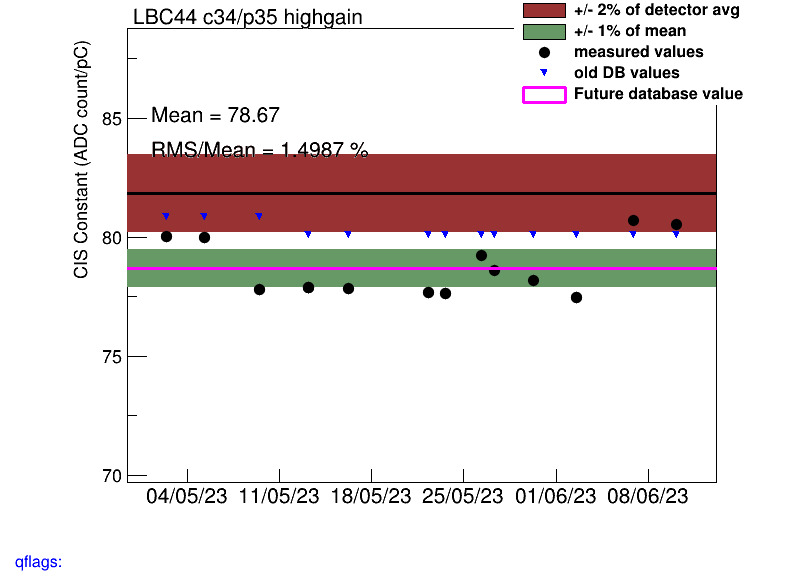 LBC44 c34/p35 highgain
+/- 2% of detector avg
+/- 1% of mean
measured values
old DB values
Future database value
Mean = 78.67
RMS/Mean = 1.4987 %
CIS Constant (ADC count/pC)
85
80
75
70
04/05/23 11/05/23 18/05/23 25/05/23 01/06/23 08/06/23
qflags: